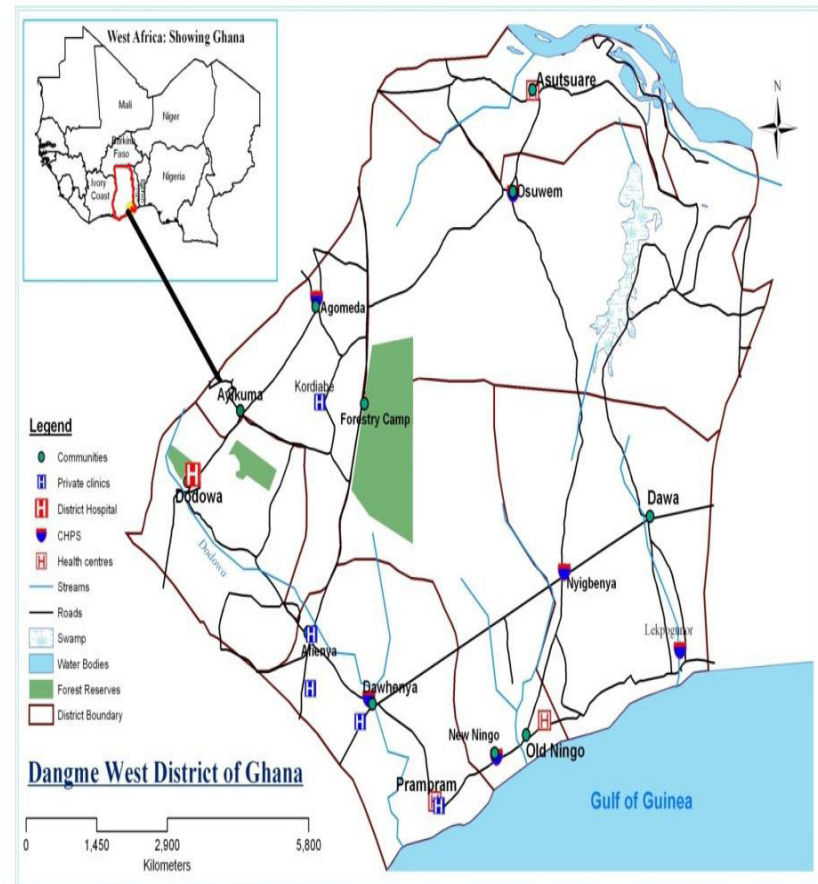 West Africa: Showing Ghana
Mali
Niger
Burkina
Faso
Ivory
Coast
Nigeria
N
Asutsuare
Osuwem
Agomeda
Kordiabe
Ayikuma
Forestry Camp
Dodowa
Dodowa
Dawa
Nyigbenya
Lekpogunor
Afienya
Dawhenya
New Ningo
Old Ningo
Prampram
Gulf of Guinea
Legend
Communities
Private clinics
District Hospital
CHPS
Health centres
Streams
Roads
Swamp
Water Bodies
Forest Reserves
District Boundary
Dangme West District of Ghana
0 1,450 2,900 5,800
Kilometers